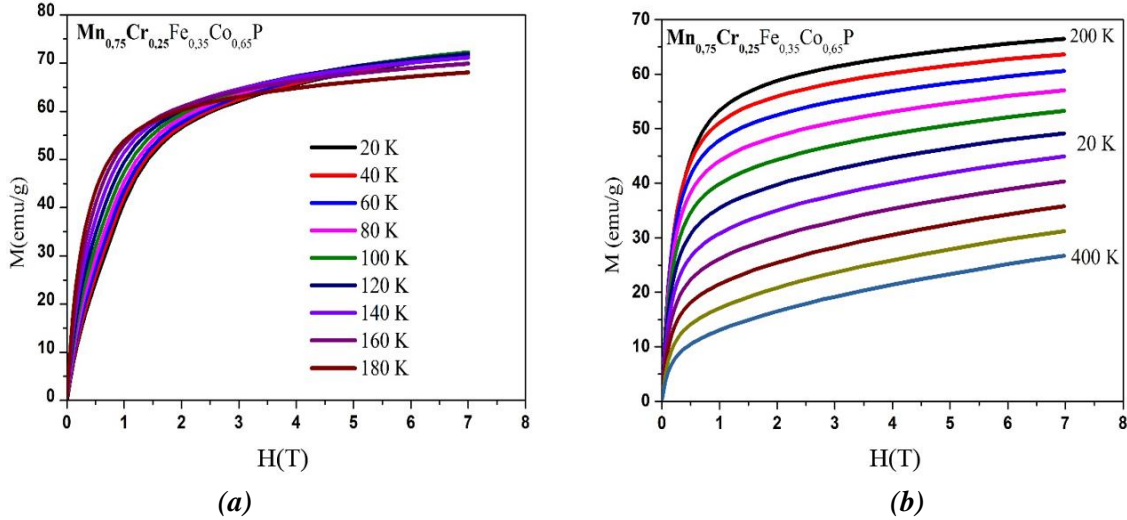 (a)
(b)
Mn0,75Cr0,25Fe0,35Co0,65P
80
70
60
50
40
30
20
10
0
M(emu/g)
20 K
40 K
60 K
80 K
100 K
120 K
140 K
160 K
180 K
0 1 2 3 4 5 6 7 8
H(T)
(a)
Mn0,75Cr0,25Fe0,35Co0,65P
70
60
50
40
30
20
10
0
M (emu/g)
200 K
20 K
400 K
0 1 2 3 4 5 6 7 8
H(T)
(b)